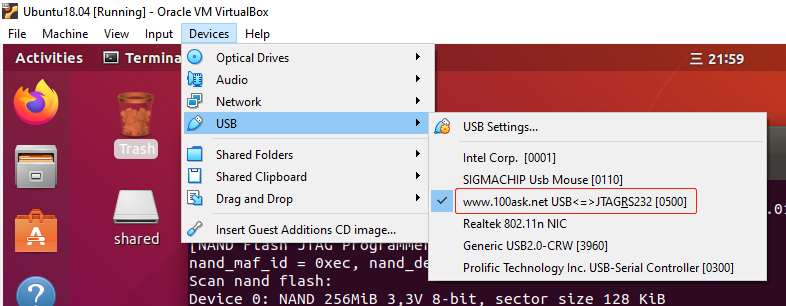 Ubuntu18.04 [Running] - Oracle VM VirtualBox
File Machine View Input Devices Help
Activities Termin
三 21:59
Optical Drives
Audio
Network
USB
Shared Folders
Shared Clipboard
Drag and Drop
Insert Guest Additions CD image...
USB Settings...
Intel Corp. [0001]
SIGMACHIP Usb Mouse [0110]
www.100ask.net USB<=>JTAGRS232 [0500]
Realtek 802.11n NIC
Generic USB2.0-CRW [3960]
Prolific Technology Inc. USB-Serial Controller [0300]
Trash
shared
.01
[NAND Flash JTAG Programmer
nand_maf_id = 0xec, nand_de
Scan nand flash:
Device 0: NAND 256MiB 3,3V 8-bit, sector size 128 KiB